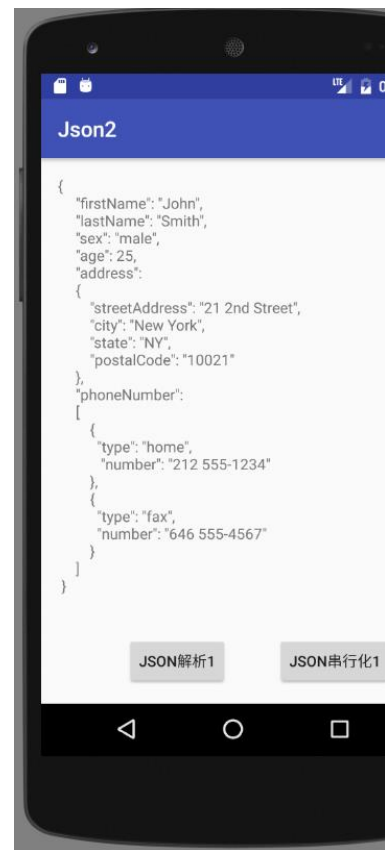 LTE
Json2
{
"firstName": "John",
"lastName": "Smith",
"sex": "male",
"age": 25,
"address":
{
"streetAddress": "21 2nd Street",
"city": "New York",
"state": "NY",
"postalCode": "10021"
},
"phoneNumber":
[
{
"type": "home",
"number": "212 555-1234"
},
{
"type": "fax",
"number": "646 555-4567"
}
]
}
JSON解析1 JSON串行化1